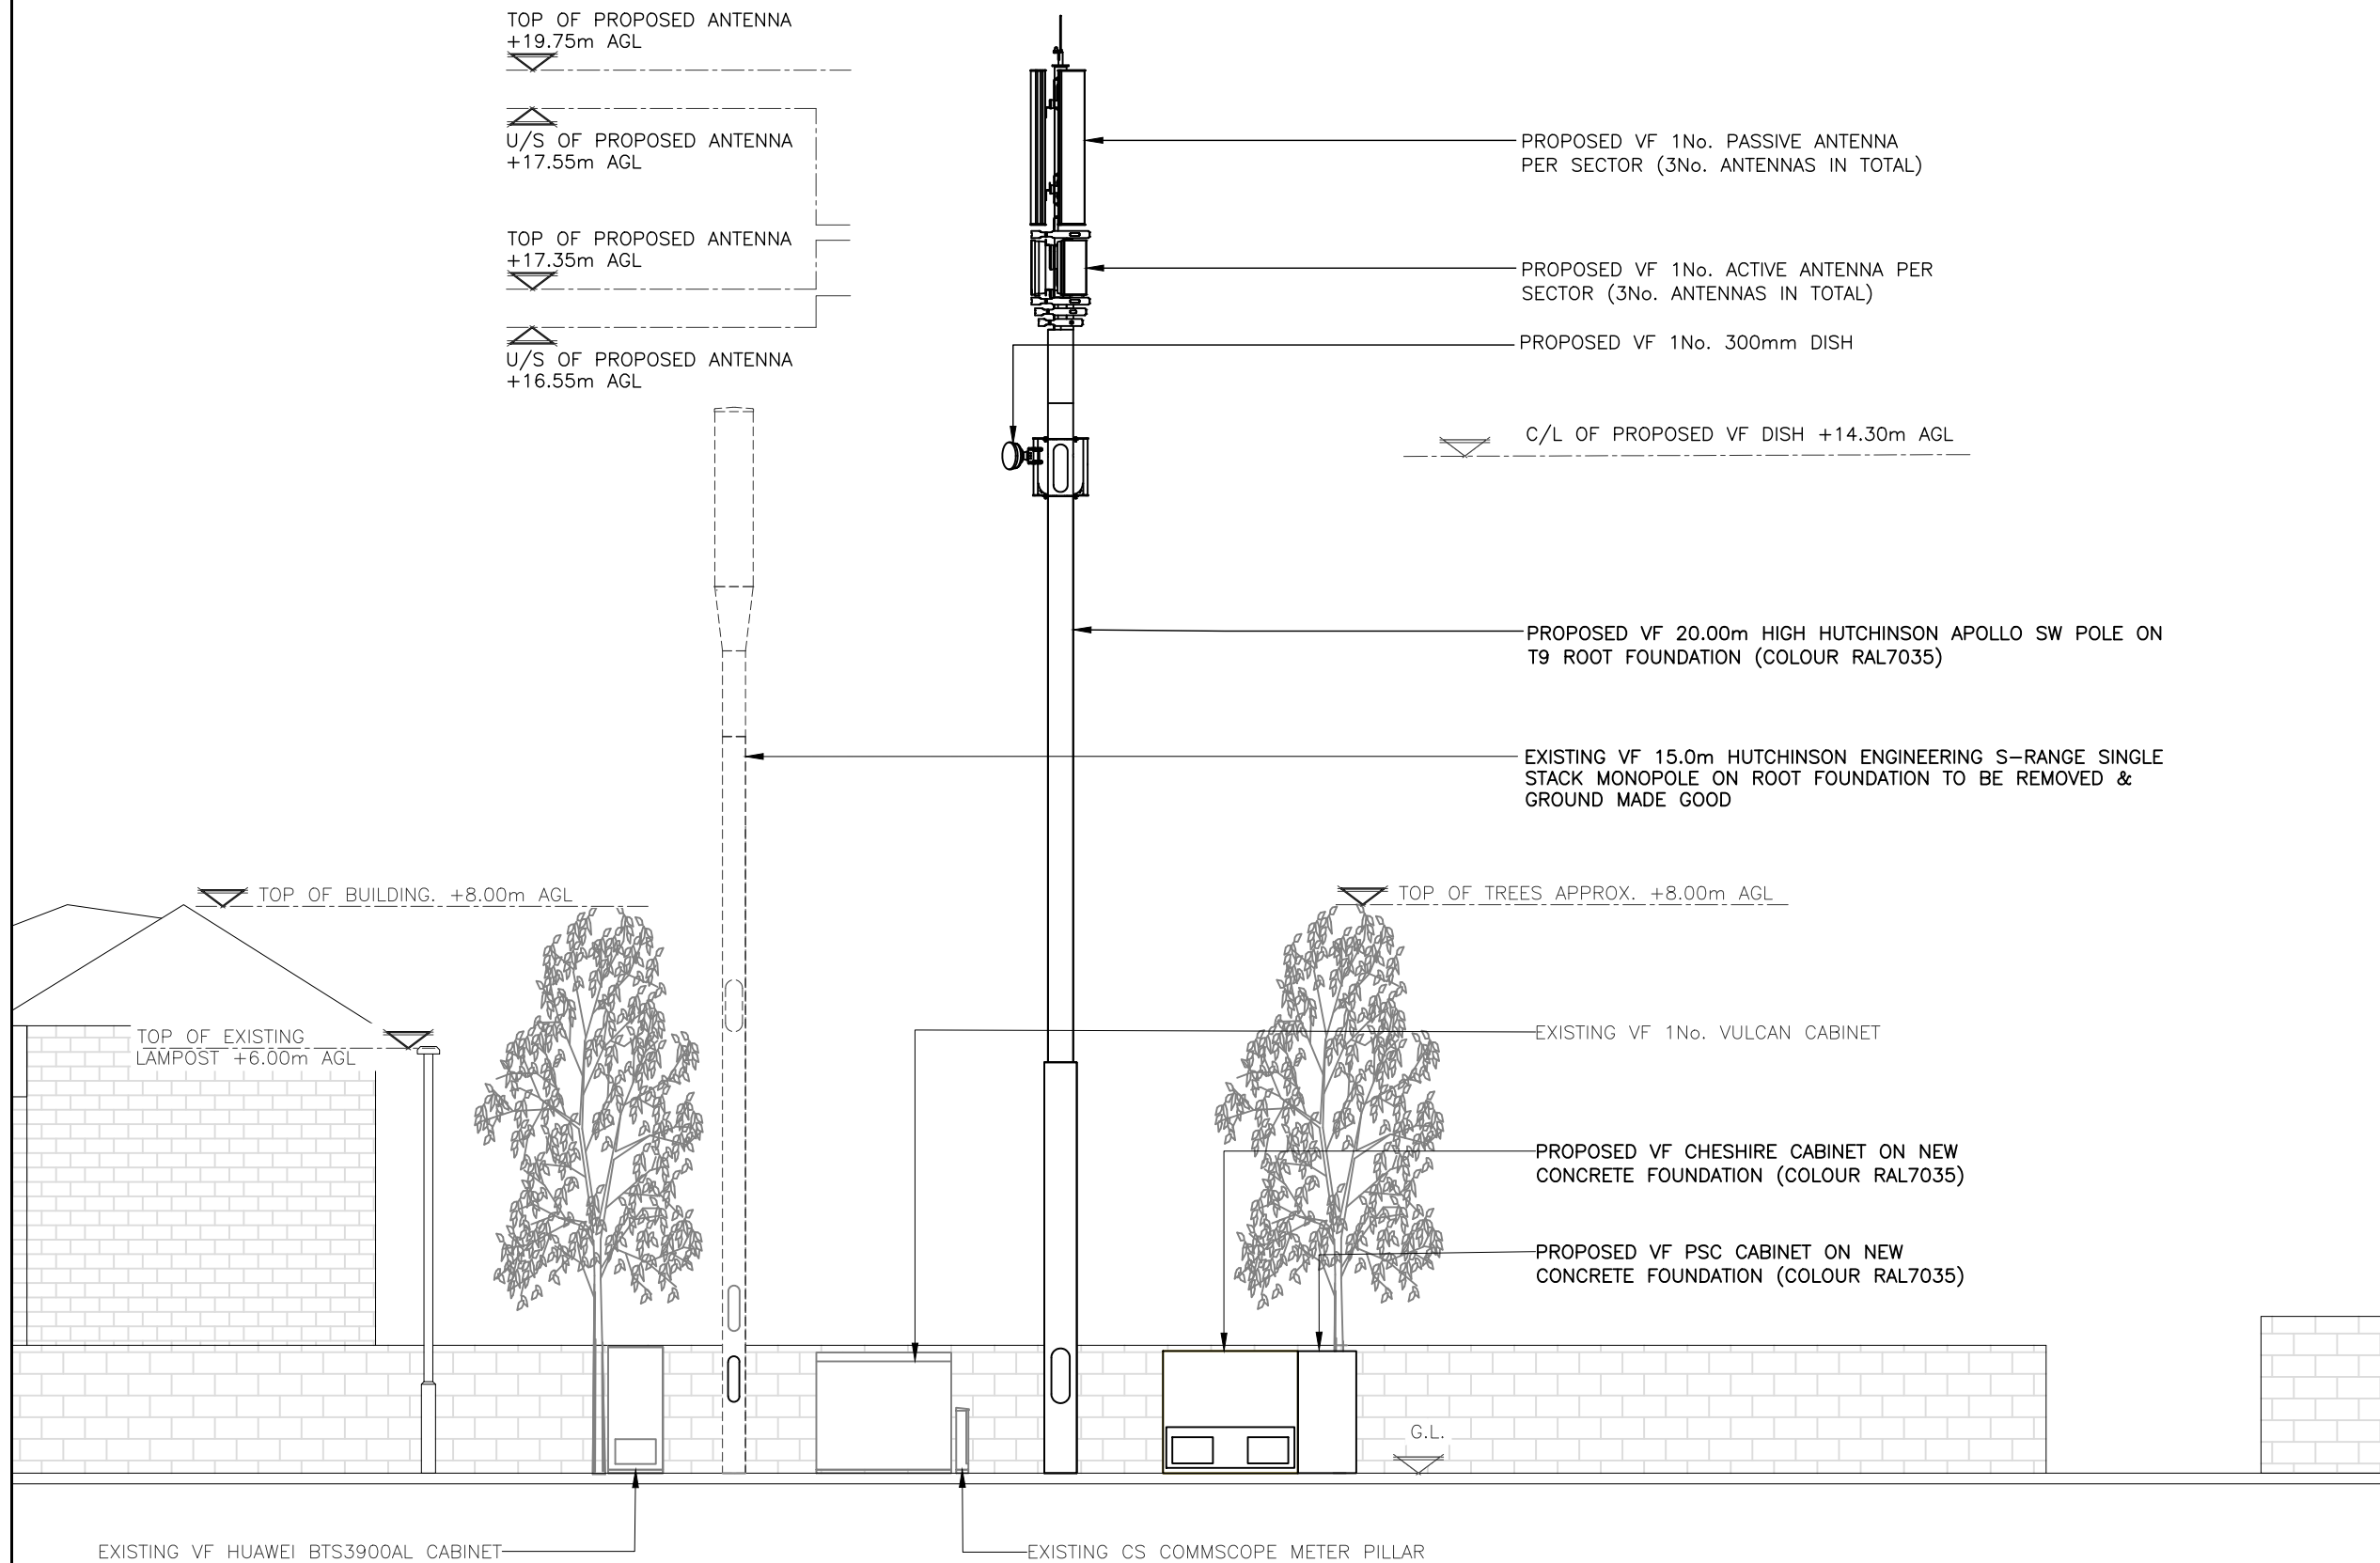 TOP OF PROPOSED ANTENNA
+19.75m AGL
U/S OF PROPOSED ANTENNA
+17.55m AGL
TOP OF PROPOSED ANTENNA
+17.35m AGL
U/S OF PROPOSED ANTENNA
+16.55m AGL
PROPOSED VF 1No. PASSIVE ANTENNA
PER SECTOR (3No. ANTENNAS IN TOTAL)
PROPOSED VF 1No. ACTIVE ANTENNA PER
SECTOR (3No. ANTENNAS IN TOTAL)
PROPOSED VF 1No. 300mm DISH
C/L OF PROPOSED VF DISH +14.30m AGL
PROPOSED VF 20.00m HIGH HUTCHINSON APOLLO SW POLE ON
T9 ROOT FOUNDATION (COLOUR RAL7035)
EXISTING VF 15.0m HUTCHINSON ENGINEERING S-RANGE SINGLE
STACK MONOPOLE ON ROOT FOUNDATION TO BE REMOVED &
GROUND MADE GOOD
TOP OF BUILDING. +8.00m AGL
TOP OF TREES APPROX. +8.00m AGL
TOP OF EXISTING
LAMPOST +6.00m AGL
EXISTING VF 1No. VULCAN CABINET
PROPOSED VF CHESHIRE CABINET ON NEW
CONCRETE FOUNDATION (COLOUR RAL7035)
PROPOSED VF PSC CABINET ON NEW
CONCRETE FOUNDATION (COLOUR RAL7035)
G.L.
EXISTING VF HUAWEI BTS3900AL CABINET
EXISTING CS COMMSCOPE METER PILLAR